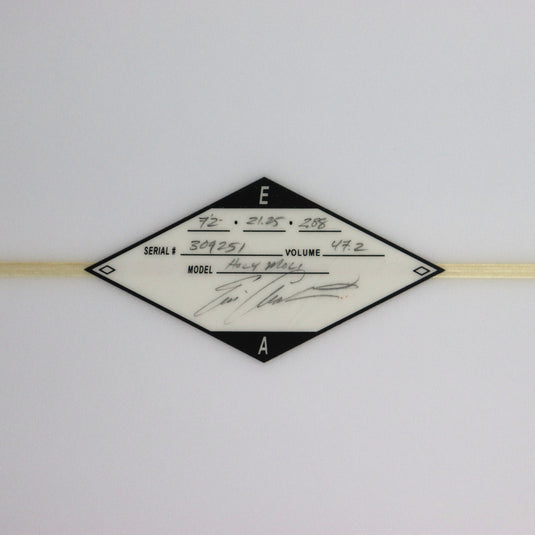 E
7'2" • 21.25 • 2.88
SERIAL # 309251 VOLUME 47.2
MODEL HOLY MOLY
A